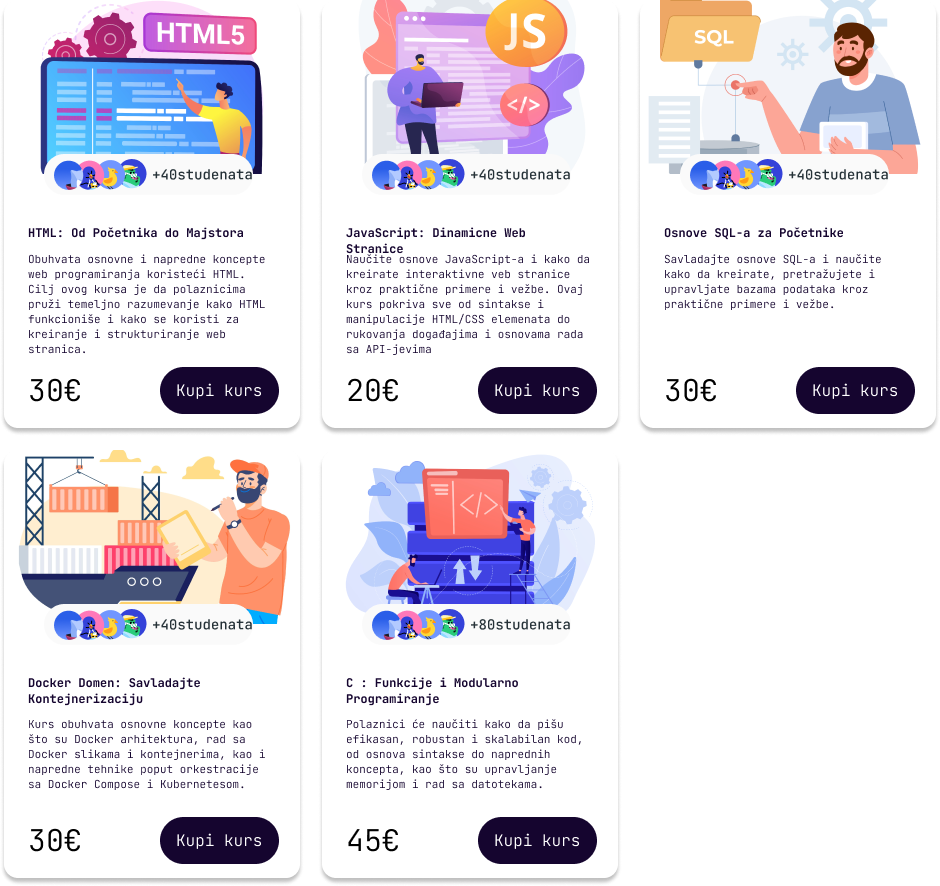 HTML5
+40studenata
HTML: Od Početnika do Majstora
Obuhvata osnovne i napredne koncepte
web programiranja koristeći HTML.
Cilj ovog kursa je da polaznicima
pruži temeljno razumevanje kako HTML
funkcioniše i kako se koristi za
kreiranje i strukturiranje web
stranica.
30€
Kupi kurs
JS
</>
+40studenata
JavaScript: Dinamicne Web
Stranice
Naučite osnove JavaScript-a i kako da
kreirate interaktivne veb stranice
kroz praktične primere i vežbe. Ovaj
kurs pokriva sve od sintakse i
manipulacije HTML/CSS elemenata do
rukovanja događajima i osnovama rada
sa API-jevima
20€
Kupi kurs
SQL
+40studenata
Osnove SQL-a za Početnike
Savladajte osnove SQL-a i naučite
kako da kreirate, pretražujete i
upravljate bazama podataka kroz
praktične primere i vežbe.
30€
Kupi kurs
+40studenata
Docker Domen: Savladajte
Kontejnerizaciju
Kurs obuhvata osnovne koncepte kao
što su Docker arhitektura, rad sa
Docker slikama i kontejnerima, kao i
napredne tehnike poput orkestracije
sa Docker Compose i Kubernetesom.
30€
Kupi kurs
</>
+80studenata
C : Funkcije i Modularno
Programiranje
Polaznici će naučiti kako da pišu
efikasan, robustan i skalabilan kod,
od osnova sintakse do naprednih
koncepta, kao što su upravljanje
memorijom i rad sa datotekama.
45€
Kupi kurs